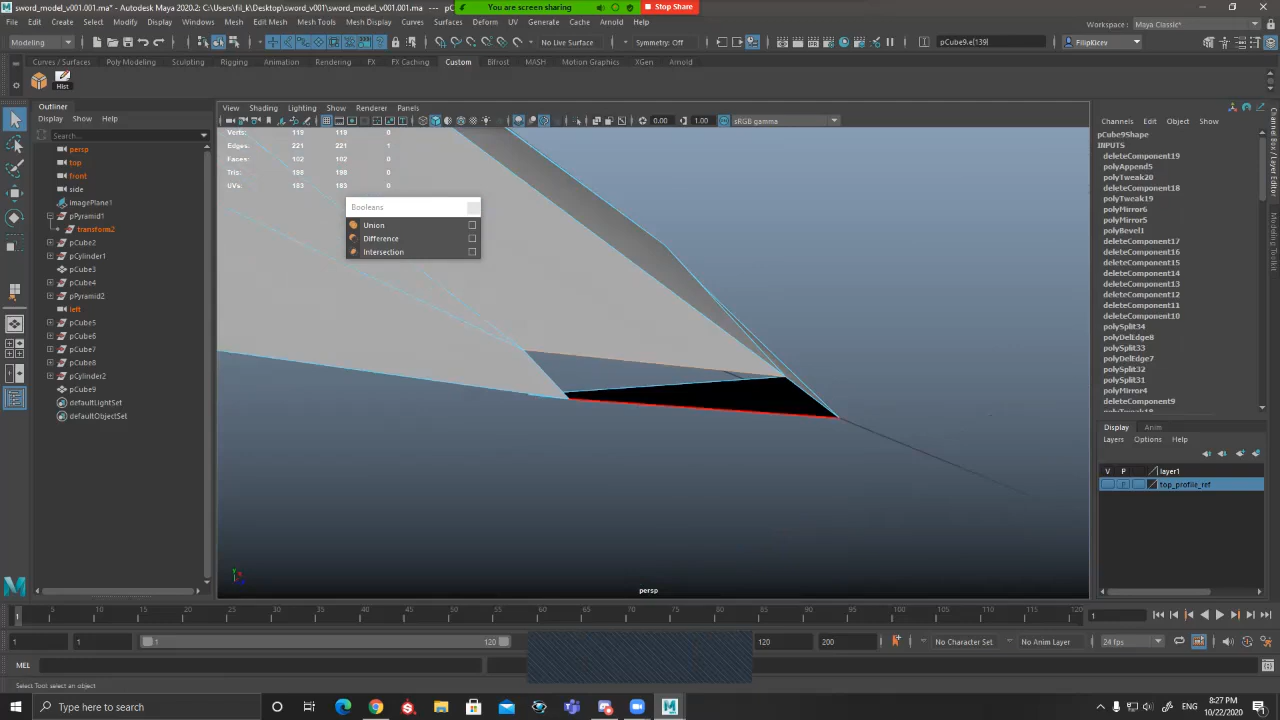 sword_model_v001.001.ma* - Autodesk Maya 2020.2: C:\Users\fil_k\Desktop\sword_v001\sword_model_v001.001.ma --- pC
You are screen sharing
Stop Share
File Edit Create Select Modify Display Windows Mesh Edit Mesh Mesh Tools Mesh Display Curves Surfaces Deform UV Generate Cache Arnold Help
Workspace : Maya Classic*
Modeling No Live Surface Symmetry: Off pCube9.e[139] FilipKicev
Curves / Surfaces Poly Modeling Sculpting Rigging Animation Rendering FX FX Caching Custom Bifrost MASH Motion Graphics XGen Arnold
Hist
Outliner
Display Show Help
Search...
persp
top
front
side
imagePlane1
pPyramid1
transform2
pCube2
pCylinder1
pCube3
pCube4
pPyramid2
left
pCube5
pCube6
pCube7
pCube8
pCylinder2
pCube9
defaultLightSet
defaultObjectSet
View Shading Lighting Show Renderer Panels
0.00 1.00 sRGB gamma
Verts: 119 119 0
Edges: 221 221 1
Faces: 102 102 0
Tris: 198 198 0
UVs: 183 183 0
Booleans
Union
Difference
Intersection
persp
Channels Edit Object Show
pCube9Shape
INPUTS
deleteComponent19
polyAppend5
polyTweak20
deleteComponent18
polyTweak19
polyMirror6
polyMirror5
polyBevel1
deleteComponent17
deleteComponent16
deleteComponent15
deleteComponent14
deleteComponent13
deleteComponent12
deleteComponent11
deleteComponent10
polySplit34
polyDelEdge8
polySplit33
polyDelEdge7
polySplit32
polySplit31
polyMirror4
deleteComponent9
polyTweak18
Display Anim
Layers Options Help
V P layer1
top_profile_ref
Channel Box / Layer Editor
Modeling Toolkit
5 10 15 20 25 30 35 40 45 50 55 60 65 70 75 80 85 90 95 100 105 110 115 120
1
1 1 1 120 120 200 No Character Set No Anim Layer 24 fps
MEL
Select Tool: select an object
Type here to search
8:27 PM
10/22/2020